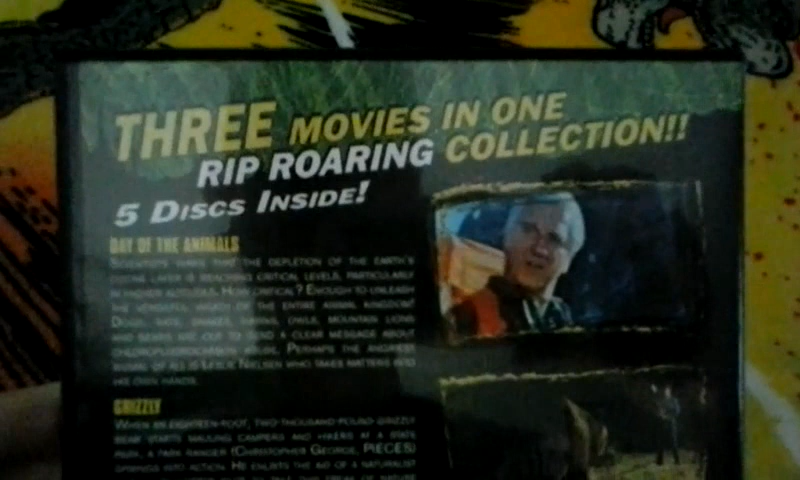 THREE MOVIES IN ONE
RIP ROARING COLLECTION!!
5 DISCS INSIDE!
DAY OF THE ANIMALS
SCIENTISTS WARN THAT THE DEPLETION OF THE EARTH'S
OZONE LAYER IS REACHING CRITICAL LEVELS, PARTICULARLY
IN HIGHER ALTITUDES. HOW CRITICAL? ENOUGH TO UNLEASH
THE VENGEFUL WRATH OF THE ENTIRE ANIMAL KINGDOM!
DOGS, RATS, SNAKES, HAWKS, OWLS, MOUNTAIN LIONS
AND BEARS ARE OUT TO SEND A CLEAR MESSAGE ABOUT
CHLOROFLUOROCARBON ABUSE. PERHAPS THE ANGRIEST
ANIMAL OF ALL IS LESLIE NIELSEN WHO TAKES MATTERS INTO
HIS OWN HANDS.
GRIZZLY
WHEN AN EIGHTEEN-FOOT, TWO-THOUSAND-POUND GRIZZLY
BEAR STARTS MAULING CAMPERS AND HIKERS AT A STATE
PARK, A PARK RANGER (CHRISTOPHER GEORGE, PIECES)
SPRINGS INTO ACTION. HE ENLISTS THE AID OF A NATURALIST
THIS FREAK OF NATURE